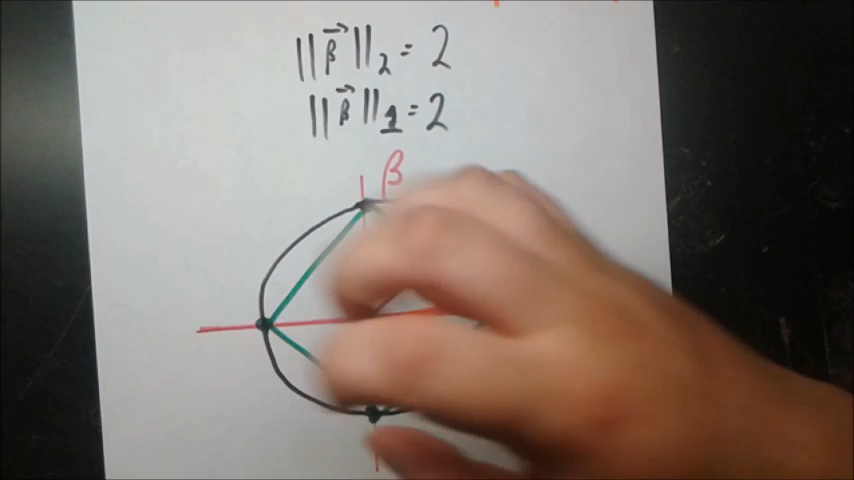 ||β⃗||₂ = 2
||β⃗||₁ = 2
β